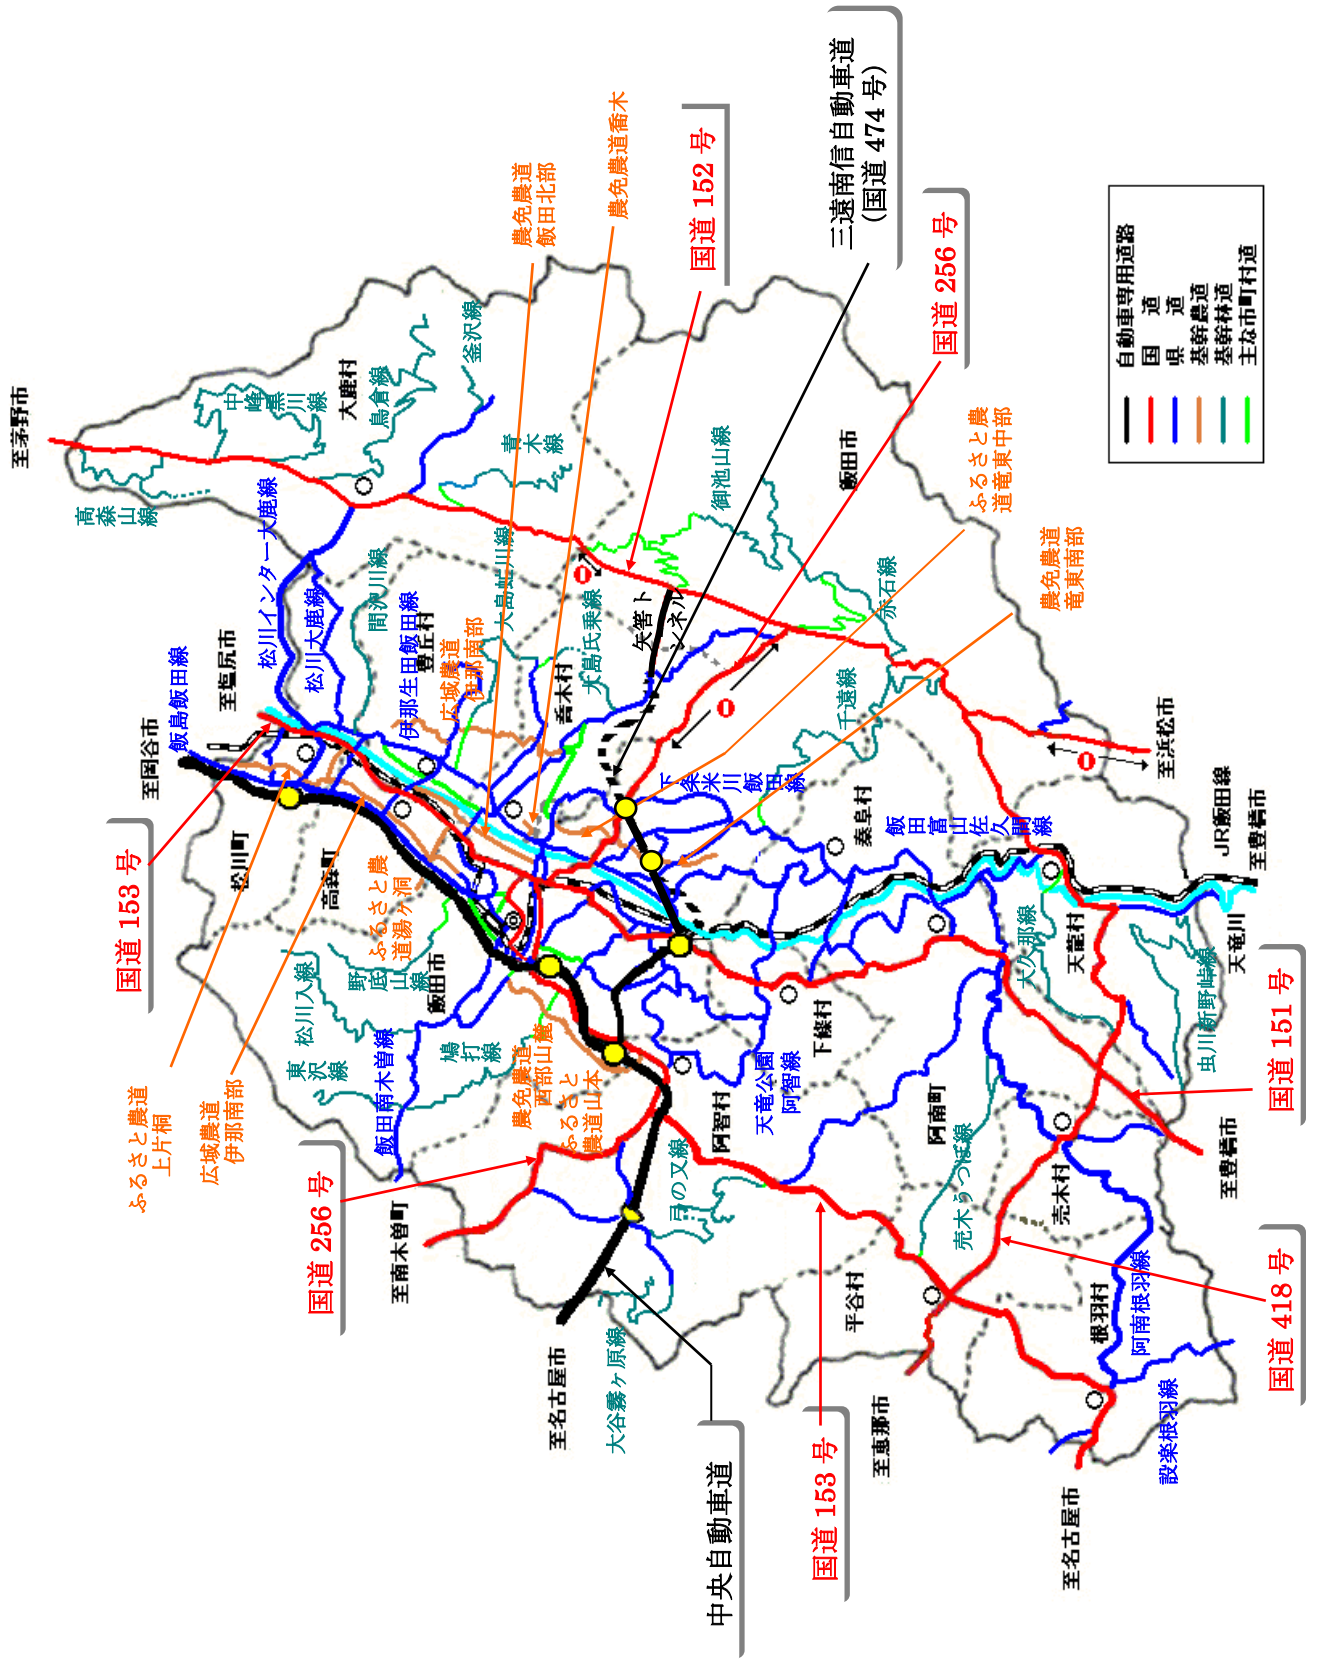 至茅野市
高
森
山
線
中
峰
黒
川
線
大鹿村
鳥倉線
釜沢線
青
木
線
農免農道
飯田北部
農免農道喬木
国道 152 号
三遠南信自動車道
(国道 474 号)
国道 256 号
自動車専用道路
国　道
県　道
基幹農道
基幹林道
主な市町村道
御池山線
飯田市
ふるさと農
道竜東中部
農免農道
竜東南部
松川インター大鹿線
松川大鹿線
間沢川線
伊那生田飯田線
豊丘村
広域農道
伊那南部
大島虻川線
大島氏乗線
喬木村
矢筈ト
ンネル
赤石線
千遠線
至浜松市
至塩尻市
飯島飯田線
至岡谷市
国道 153 号
松川町
高森町
ふるさと農
道湯ケ洞
下
条
米
川
飯
田
線
泰阜村
飯
田
富
山
佐
久
間
線
JR飯田線
至豊橋市
天竜川
松川入線
東
沢
線
野
底
山
線
飯田市
飯田南木曽線
鳩
打
線
農免農道
西部山麓
ふるさと
農道山本
ふるさと農道
上片桐
広域農道
伊那南部
国道 256 号
至南木曽町
阿智村
天竜公園
阿智線
下條村
大久那線
天龍村
虫川新野峠線
国道 151 号
至豊橋市
阿南町
売木うつぼ線
売木村
国道 418 号
弓の又線
平谷村
根羽村
阿南根羽線
設楽根羽線
至名古屋市
大谷霧ヶ原線
中央自動車道
国道 153 号
至恵那市
至名古屋市